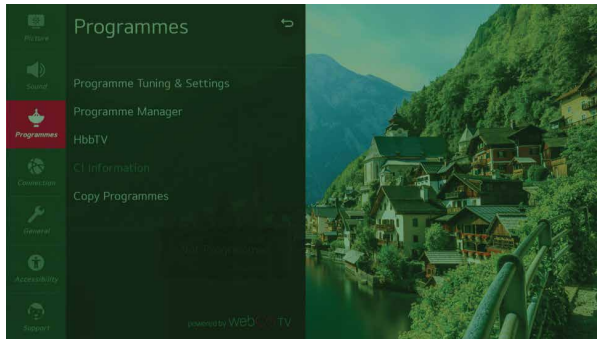 Picture
Sound
Programmes
Connection
General
Accessibility
Support
Programmes
Programme Tuning & Settings
Programme Manager
HbbTV
CI Information
Copy Programmes
powered by webOS TV